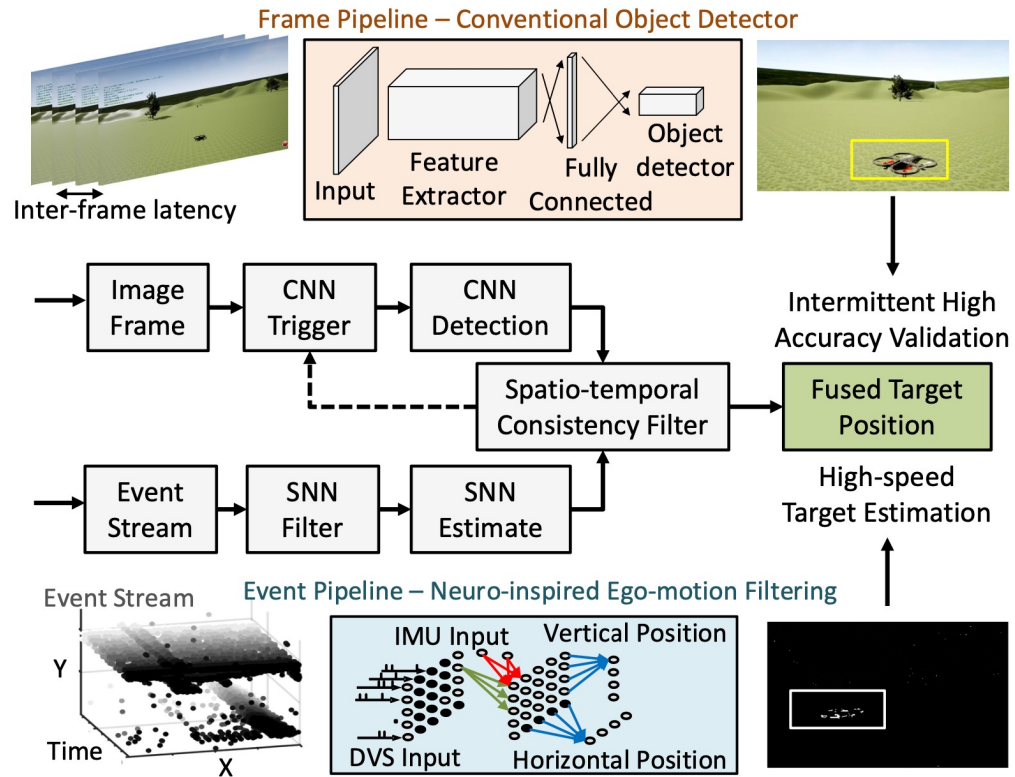 Frame Pipeline – Conventional Object Detector
Input
Feature
Extractor
Fully
Connected
Object
detector
Inter-frame latency
Image
Frame
CNN
Trigger
CNN
Detection
Intermittent High
Accuracy Validation
Spatio-temporal
Consistency Filter
Fused Target
Position
Event
Stream
SNN
Filter
SNN
Estimate
High-speed
Target Estimation
Event Pipeline – Neuro-inspired Ego-motion Filtering
Event Stream
Y
Time
X
IMU Input
Vertical Position
DVS Input
Horizontal Position